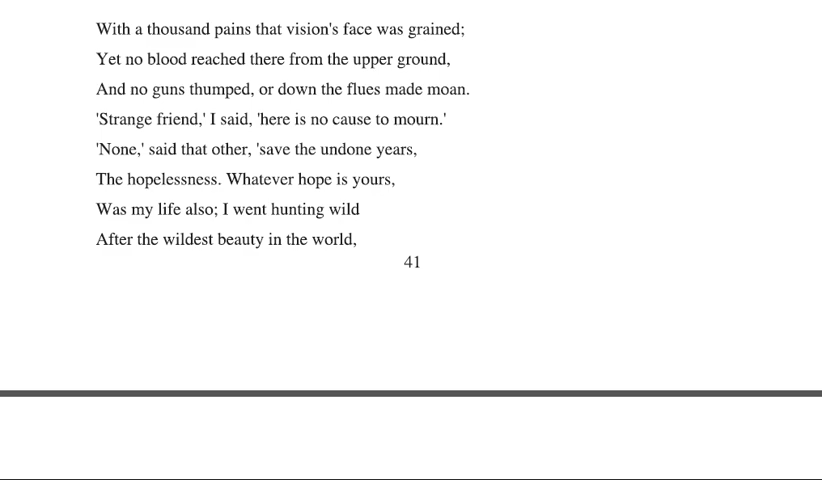 With a thousand pains that vision's face was grained;
Yet no blood reached there from the upper ground,
And no guns thumped, or down the flues made moan.
'Strange friend,' I said, 'here is no cause to mourn.'
'None,' said that other, 'save the undone years,
The hopelessness. Whatever hope is yours,
Was my life also; I went hunting wild
After the wildest beauty in the world,
41